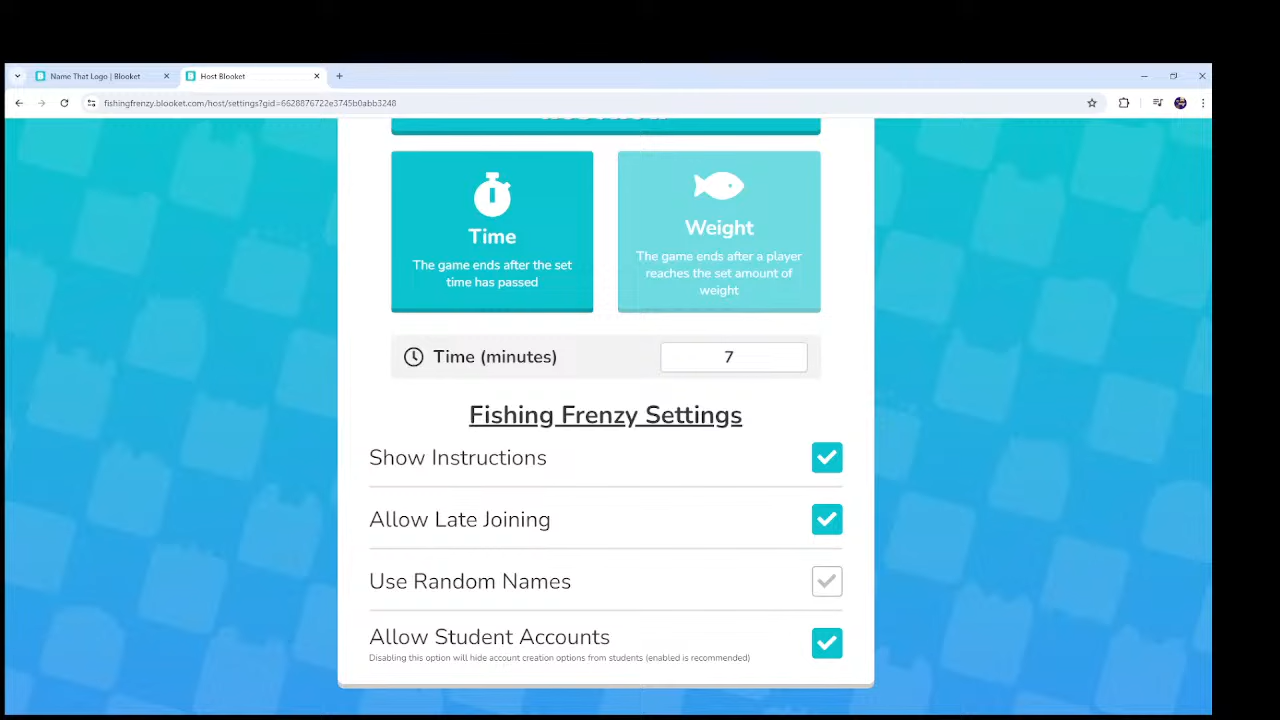 Name That Logo | Blooket
Host Blooket
fishingfrenzy.blooket.com/host/settings?gid=6628876722e3745b0abb3248
Time
The game ends after the set
time has passed
Weight
The game ends after a player
reaches the set amount of
weight
Time (minutes)
7
Fishing Frenzy Settings
Show Instructions
Allow Late Joining
Use Random Names
Allow Student Accounts
Disabling this option will hide account creation options from students (enabled is recommended)